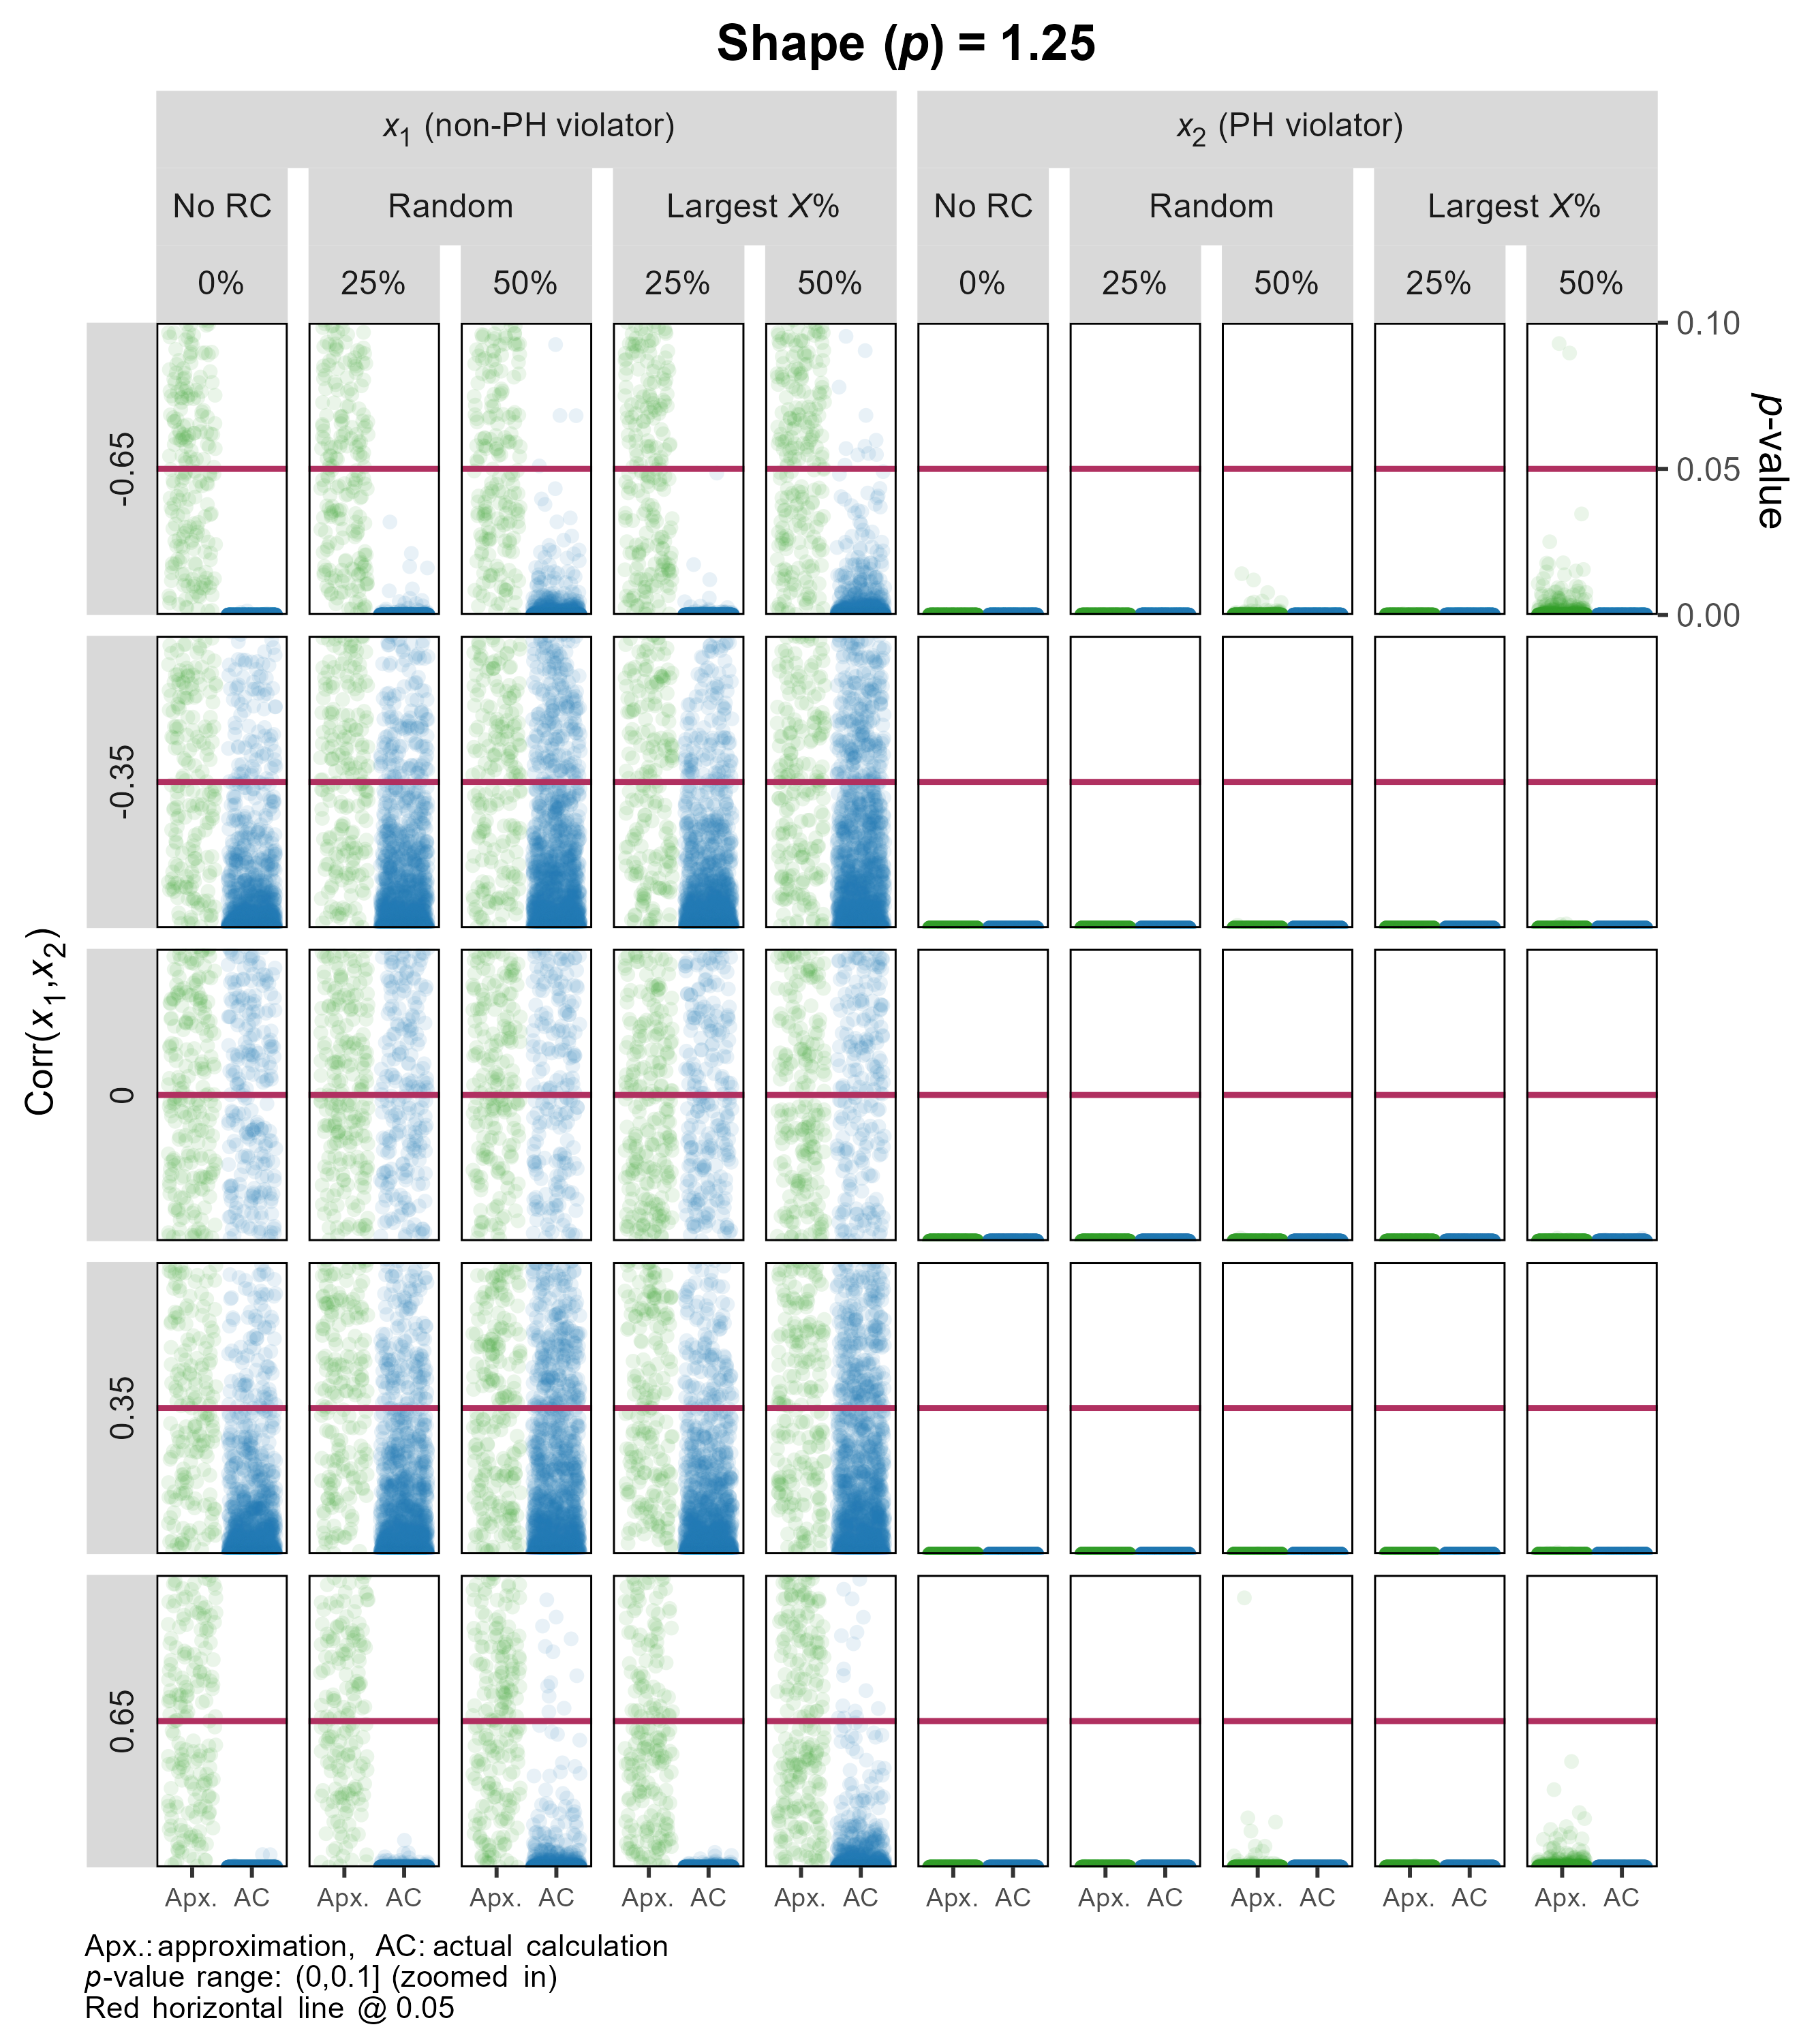 Shape (p) = 1.25
x1 (non-PH violator) x2 (PH violator)
No RC Random Largest X% No RC Random Largest X%
0% 25% 50% 25% 50% 0% 25% 50% 25% 50%
0.10
0.05
0.00
p-value
-0.65
-0.35
0
0.35
0.65
Corr(x1,x2)
Apx. AC Apx. AC Apx. AC Apx. AC Apx. AC Apx. AC Apx. AC Apx. AC Apx. AC Apx. AC
Apx.: approximation, AC: actual calculation
p-value range: (0,0.1] (zoomed in)
Red horizontal line @ 0.05